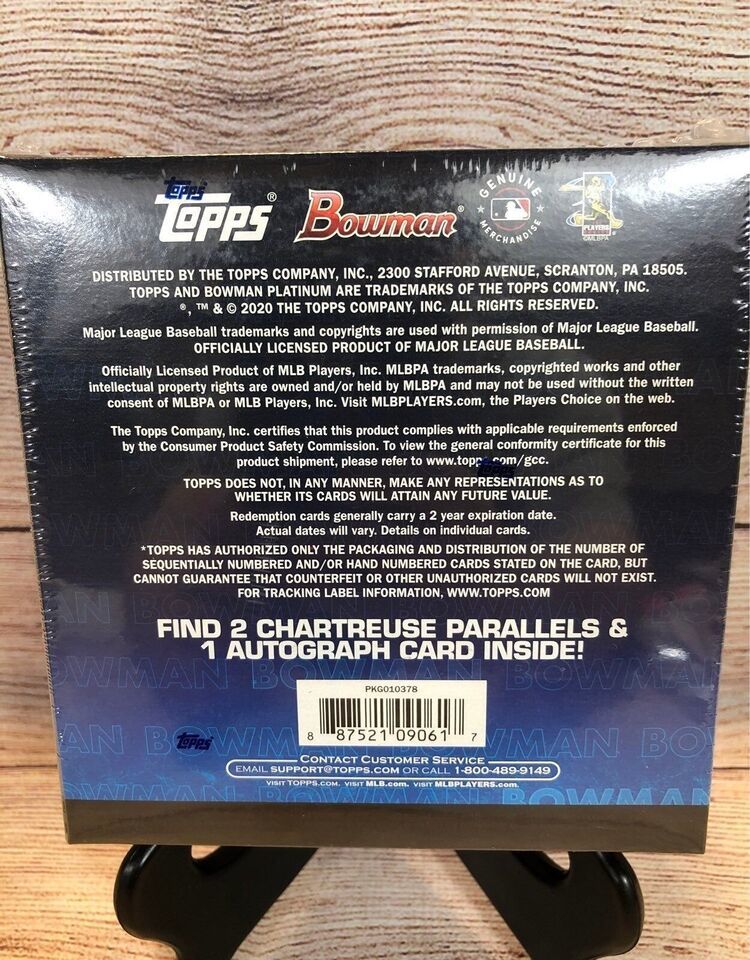 TOPPS
TOPPS® Bowman® GENUINE MERCHANDISE PLAYERS
©MLBPA
DISTRIBUTED BY THE TOPPS COMPANY, INC., 2300 STAFFORD AVENUE, SCRANTON, PA 18505.
TOPPS AND BOWMAN PLATINUM ARE TRADEMARKS OF THE TOPPS COMPANY, INC.
®, ™ & © 2020 THE TOPPS COMPANY, INC. ALL RIGHTS RESERVED.
Major League Baseball trademarks and copyrights are used with permission of Major League Baseball.
OFFICIALLY LICENSED PRODUCT OF MAJOR LEAGUE BASEBALL.
Officially Licensed Product of MLB Players, Inc. MLBPA trademarks, copyrighted works and other
intellectual property rights are owned and/or held by MLBPA and may not be used without the written
consent of MLBPA or MLB Players, Inc. Visit MLBPLAYERS.com, the Players Choice on the web.
The Topps Company, Inc. certifies that this product complies with applicable requirements enforced
by the Consumer Product Safety Commission. To view the general conformity certificate for this
product shipment, please refer to www.topps.com/gcc.
TOPPS DOES NOT, IN ANY MANNER, MAKE ANY REPRESENTATIONS AS TO
WHETHER ITS CARDS WILL ATTAIN ANY FUTURE VALUE.
Redemption cards generally carry a 2 year expiration date.
Actual dates will vary. Details on individual cards.
*TOPPS HAS AUTHORIZED ONLY THE PACKAGING AND DISTRIBUTION OF THE NUMBER OF
SEQUENTIALLY NUMBERED AND/OR HAND NUMBERED CARDS STATED ON THE CARD, BUT
CANNOT GUARANTEE THAT COUNTERFEIT OR OTHER UNAUTHORIZED CARDS WILL NOT EXIST.
FOR TRACKING LABEL INFORMATION, WWW.TOPPS.COM
FIND 2 CHARTREUSE PARALLELS &
1 AUTOGRAPH CARD INSIDE!
PKG010378
8 87521 09061 7
TOPPS
CONTACT CUSTOMER SERVICE
EMAIL SUPPORT@TOPPS.COM OR CALL 1-800-489-9149
VISIT TOPPS.COM. VISIT MLB.com. VISIT MLBPLAYERS.com.